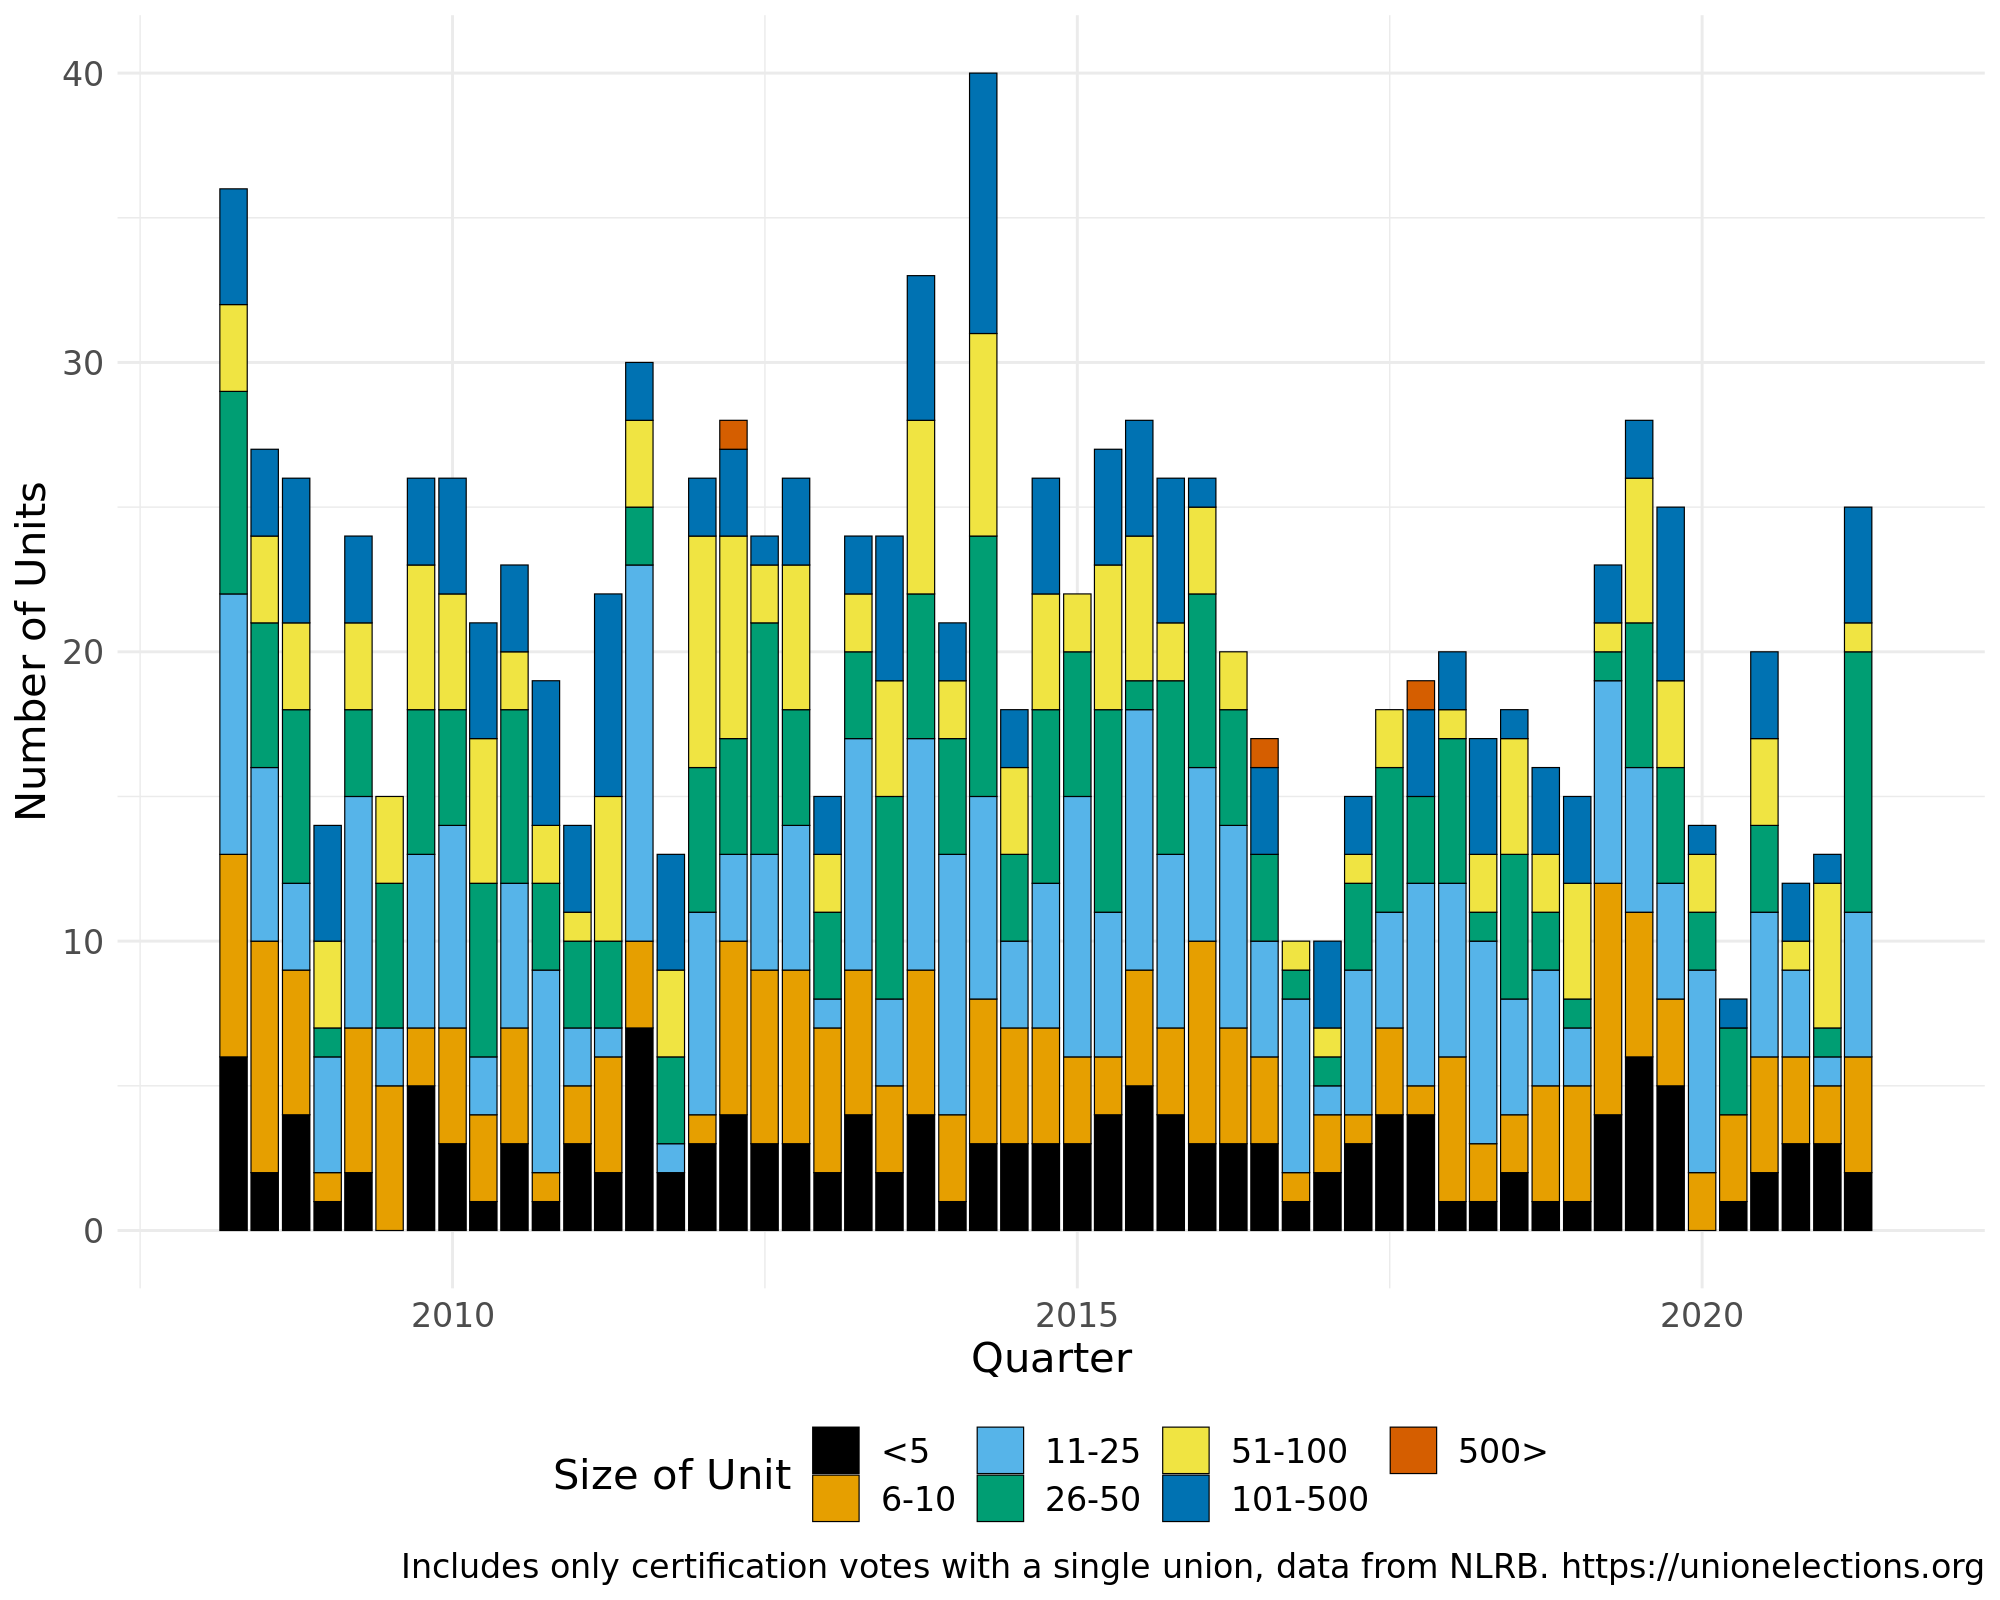 40
30
20
10
0
Number of Units
2010 2015 2020
Quarter
Size of Unit
<5 11-25 51-100 500>
6-10 26-50 101-500
Includes only certification votes with a single union, data from NLRB. https://unionelections.org